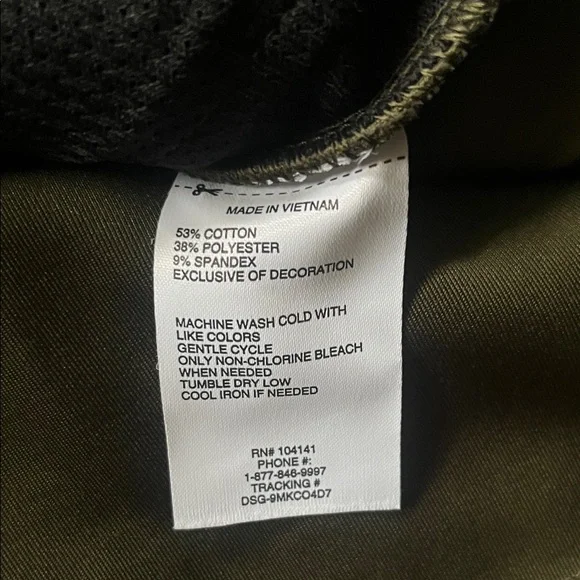 MADE IN VIETNAM
53% COTTON
38% POLYESTER
9% SPANDEX
EXCLUSIVE OF DECORATION
MACHINE WASH COLD WITH
LIKE COLORS
GENTLE CYCLE
ONLY NON-CHLORINE BLEACH
WHEN NEEDED
TUMBLE DRY LOW
COOL IRON IF NEEDED
RN# 104141
PHONE #:
1-877-846-9997
TRACKING #
DSG-9MKCO4D7